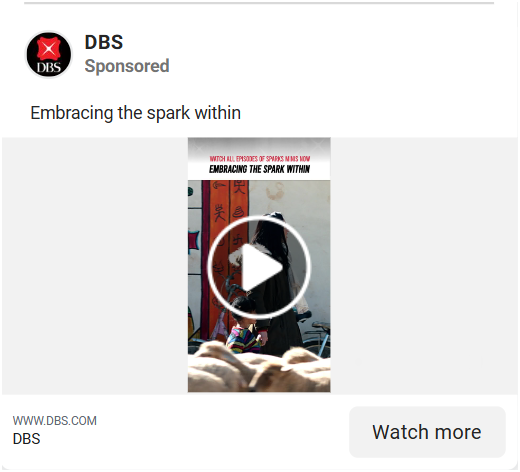 DBS
DBS
Sponsored
Embracing the spark within
WATCH ALL EPISODES OF SPARKS MINIS NOW
EMBRACING THE SPARK WITHIN
WWW.DBS.COM
DBS
Watch more